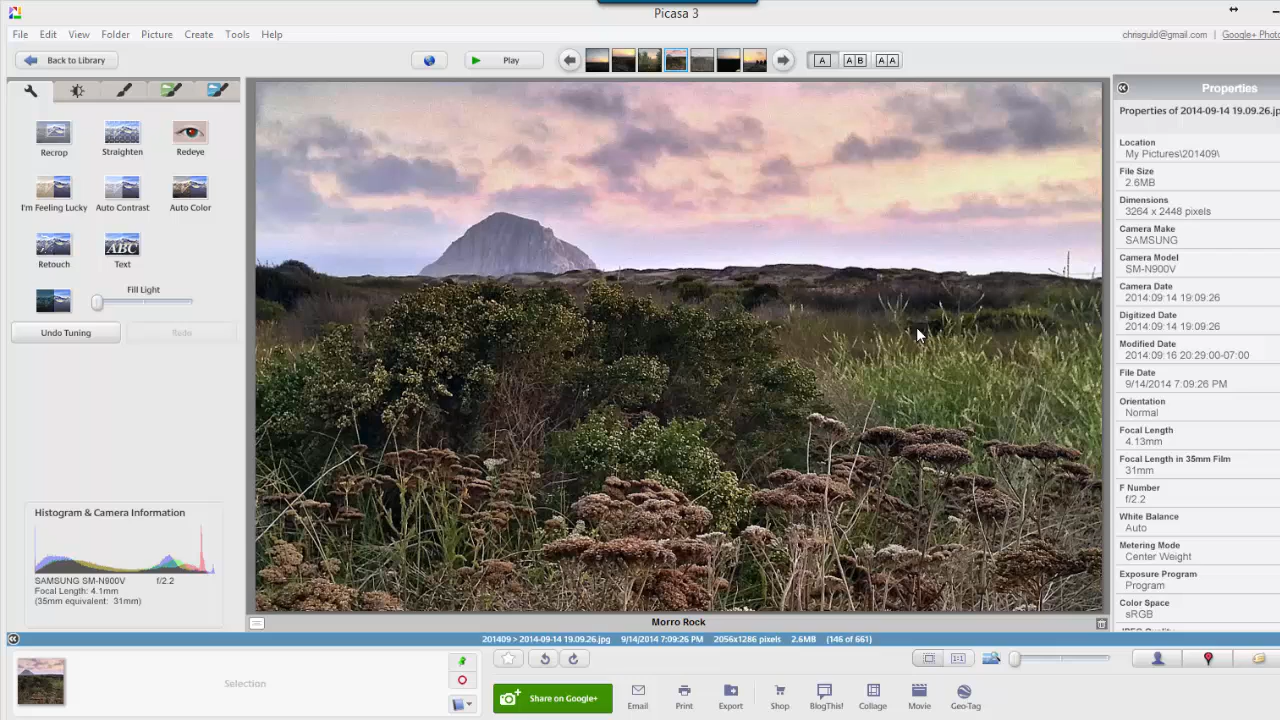 Picasa 3
File Edit View Folder Picture Create Tools Help
chrisguld@gmail.com | Google+ Phot
Back to Library
Play
A A B A A
Recrop Straighten Redeye
I'm Feeling Lucky Auto Contrast Auto Color
ABC
Retouch Text
Fill Light
Undo Tuning Redo
Histogram & Camera Information
SAMSUNG SM-N900V f/2.2
Focal Length: 4.1mm
(35mm equivalent: 31mm)
Properties
Properties of 2014-09-14 19.09.26.jp
Location
My Pictures\201409\
File Size
2.6MB
Dimensions
3264 x 2448 pixels
Camera Make
SAMSUNG
Camera Model
SM-N900V
Camera Date
2014:09:14 19:09:26
Digitized Date
2014:09:14 19:09:26
Modified Date
2014:09:16 20:29:00-07:00
File Date
9/14/2014 7:09:26 PM
Orientation
Normal
Focal Length
4.13mm
Focal Length in 35mm Film
31mm
F Number
f/2.2
White Balance
Auto
Metering Mode
Center Weight
Exposure Program
Program
Color Space
sRGB
Morro Rock
201409 > 2014-09-14 19.09.26.jpg 9/14/2014 7:09:26 PM 2056x1286 pixels 2.6MB (146 of 661)
Selection
1:1
Share on Google+
Email Print Export Shop BlogThis! Collage Movie Geo-Tag